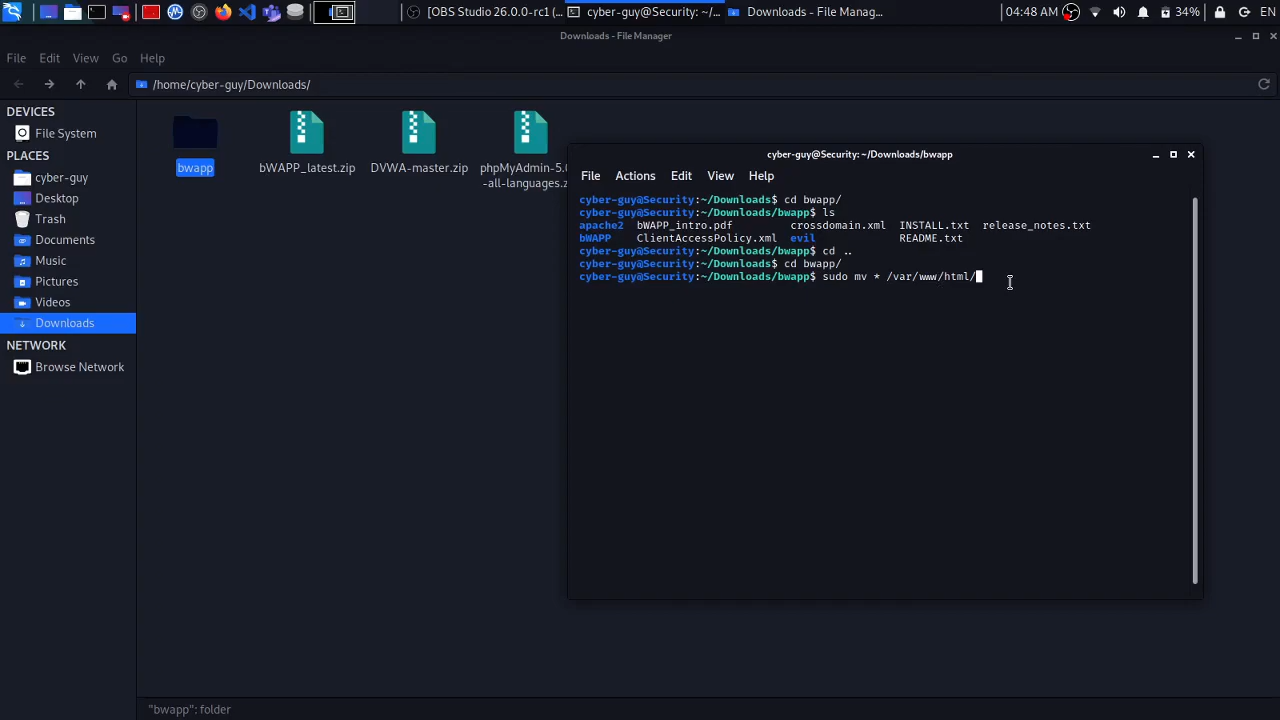 [OBS Studio 26.0.0-rc1 (... cyber-guy@Security: ~/... Downloads - File Manag... 04:48 AM 34% EN
Downloads - File Manager
File Edit View Go Help
/home/cyber-guy/Downloads/
DEVICES
File System
PLACES
cyber-guy
Desktop
Trash
Documents
Music
Pictures
Videos
Downloads
NETWORK
Browse Network
bwapp
bWAPP_latest.zip
DVWA-master.zip
phpMyAdmin-5.0
-all-languages.z
cyber-guy@Security: ~/Downloads/bwapp
File Actions Edit View Help
cyber-guy@Security:~/Downloads$ cd bwapp/
cyber-guy@Security:~/Downloads/bwapp$ ls
apache2 bWAPP_intro.pdf crossdomain.xml INSTALL.txt release_notes.txt
bWAPP ClientAccessPolicy.xml evil README.txt
cyber-guy@Security:~/Downloads/bwapp$ cd ..
cyber-guy@Security:~/Downloads$ cd bwapp/
cyber-guy@Security:~/Downloads/bwapp$ sudo mv * /var/www/html/
"bwapp": folder